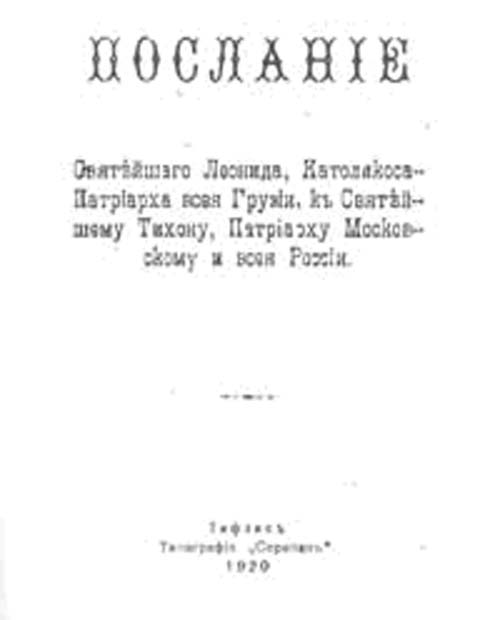 ПОСЛАНІЕ
Святѣйшаго Леонида, Католикоса-
Патріарха всея Грузіи, къ Святѣй-
шему Тихону, Патріарху Москов-
скому и всея Россіи.
Тифлисъ
Типографія
1920